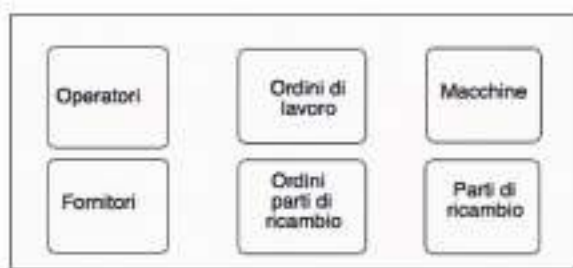 Operatori
Ordini di
lavoro
Macchine
Fornitori
Ordini
parti di
ricambio
Parti di
ricambio